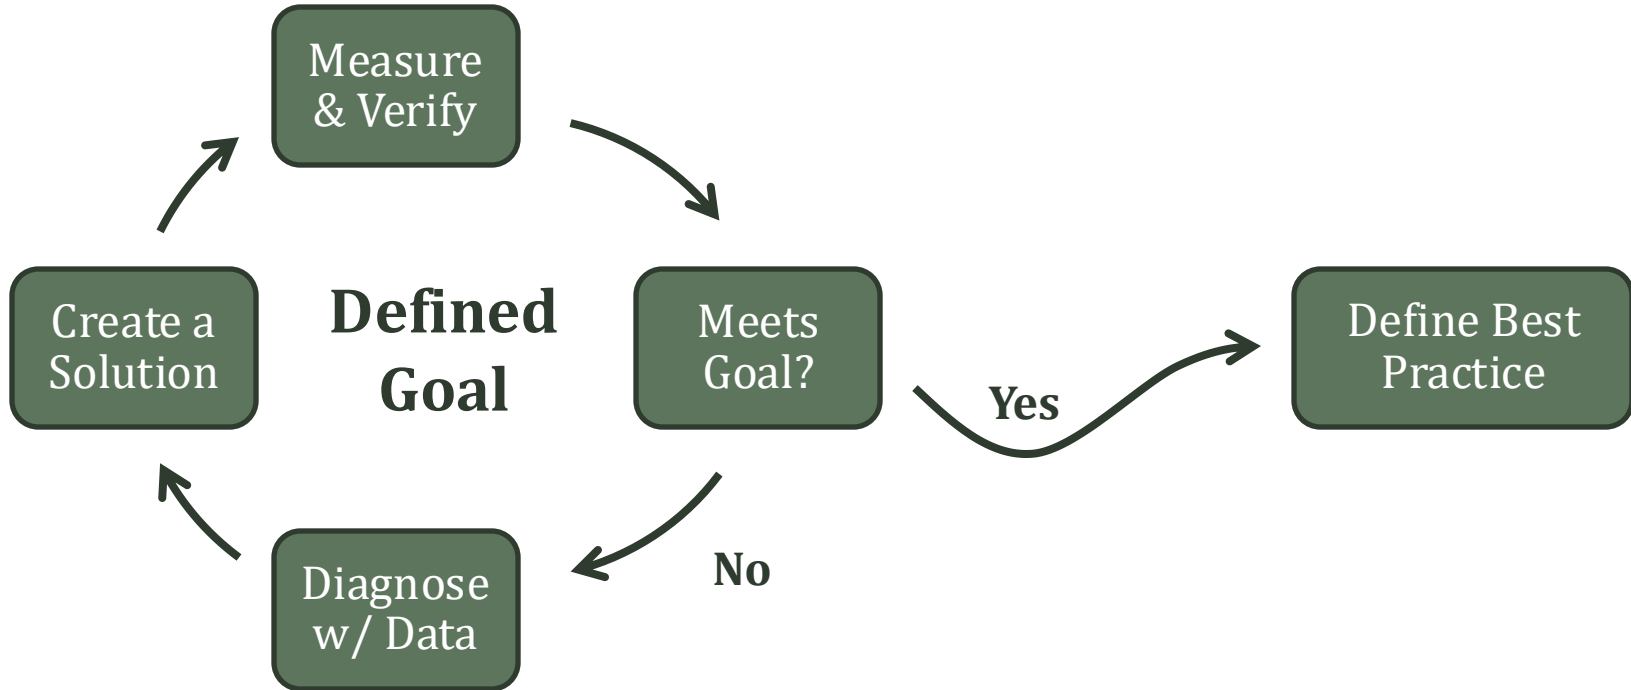 Measure
& Verify
Create a
Solution
Defined
Goal
Meets
Goal?
Yes
Define Best
Practice
No
Diagnose
w/ Data